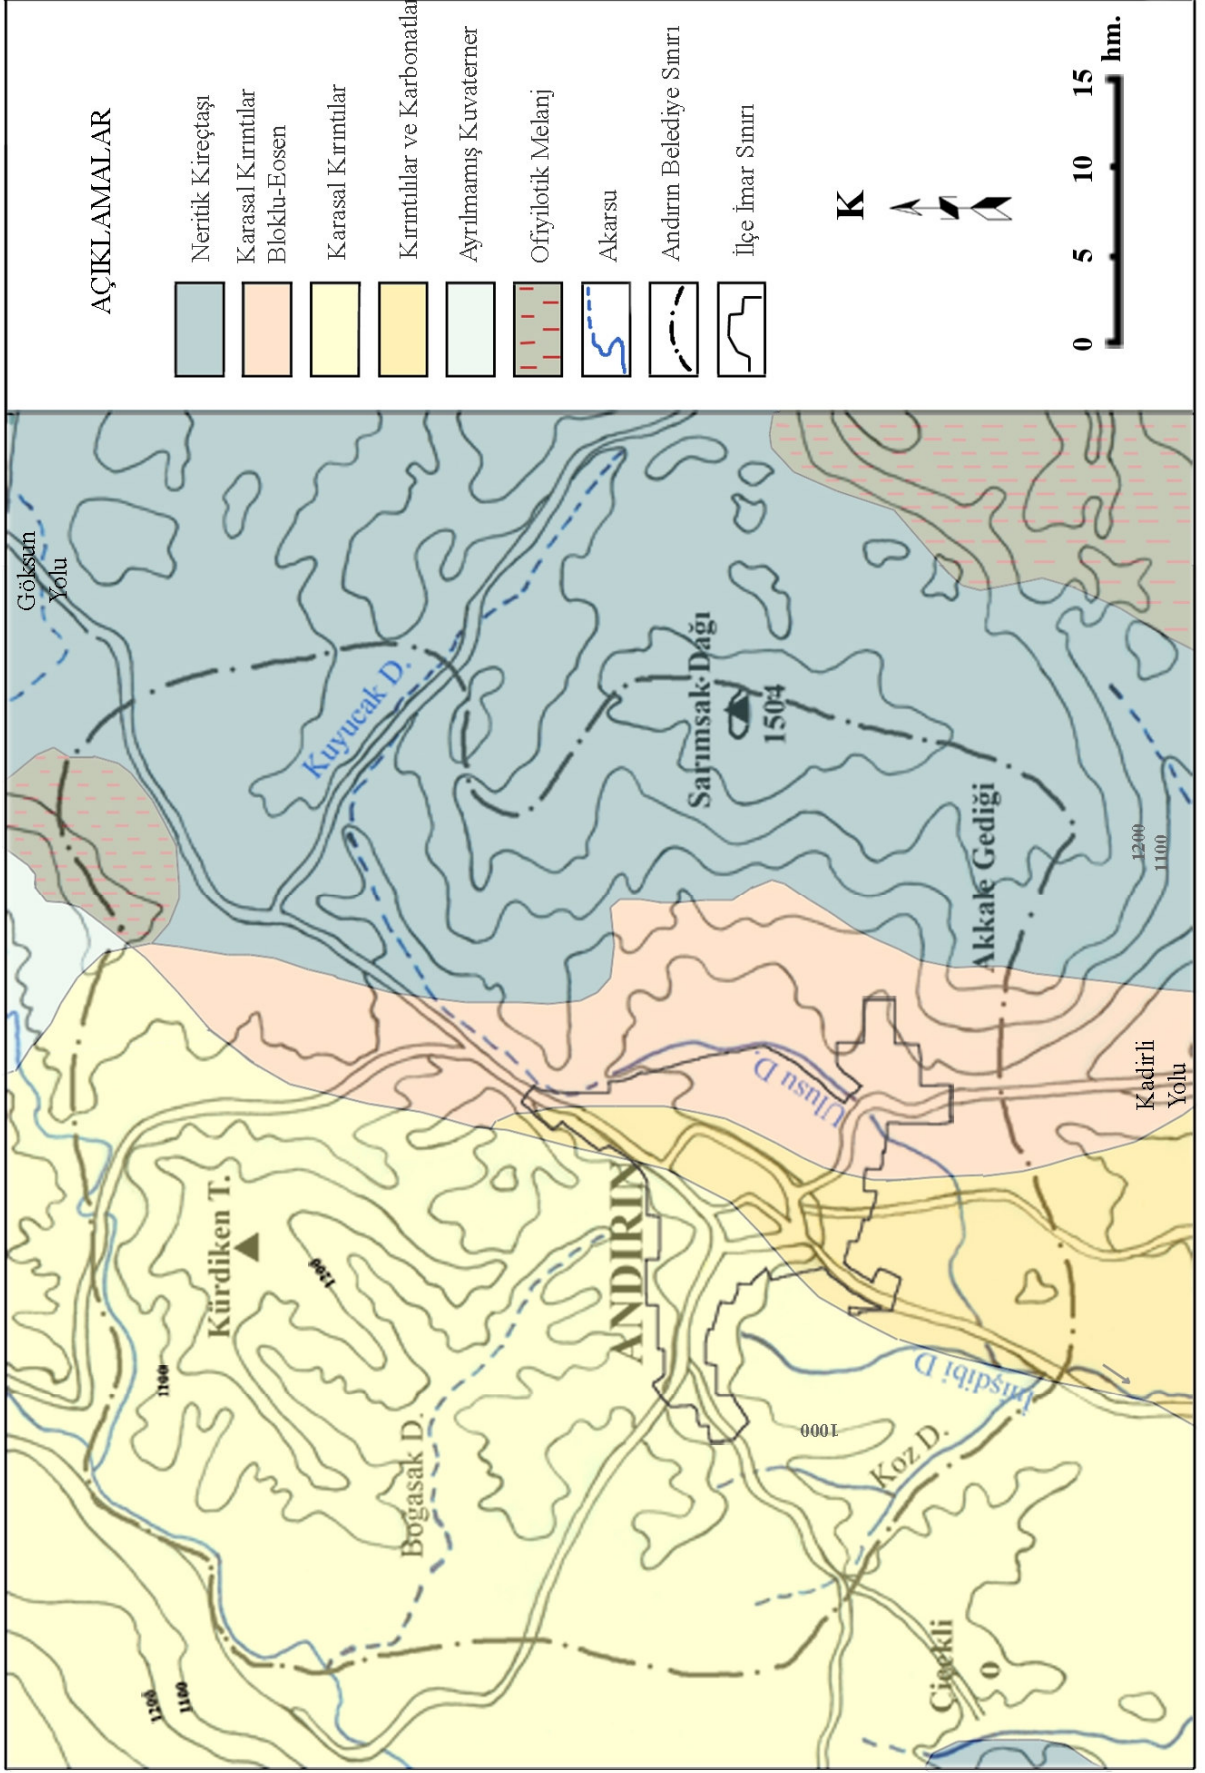 AÇIKLAMALAR
Neritik Kireçtaşı
Karasal Kırıntılar
Bloklu-Eosen
Karasal Kırıntılar
Kırıntılılar ve Karbonatlar
Ayrılmamış Kuvaterner
Ofiyilotik Melanj
Akarsu
Andırın Belediye Sınırı
İlçe İmar Sınırı
K
0 5 10 15 hm.
Göksun
Yolu
Kuyucak D.
Sarımsak Dağı
1504
Akkale Gediği
1200
1100
Kadirli
Yolu
Ulusu D.
ANDIRIN
Kürdiken T.
1200
1100
Boğasak D.
İnişdibi D
1000
Koz D.
Çiçekli
O
1200
1100